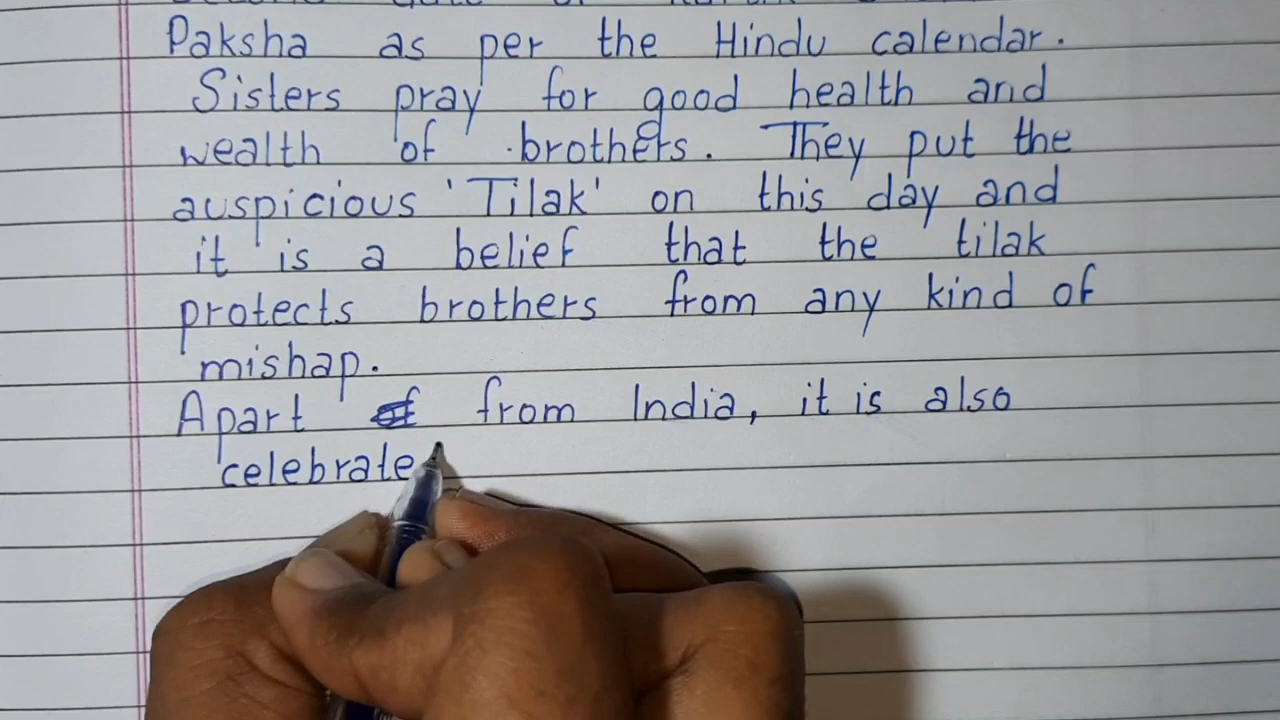 Paksha as per the Hindu calendar.
Sisters pray for good health and
wealth of brothers. They put the
auspicious 'Tilak' on this day and
it is a belief that the tilak
protects brothers from any kind of
mishap.
Apart from India, it is also
celebrate